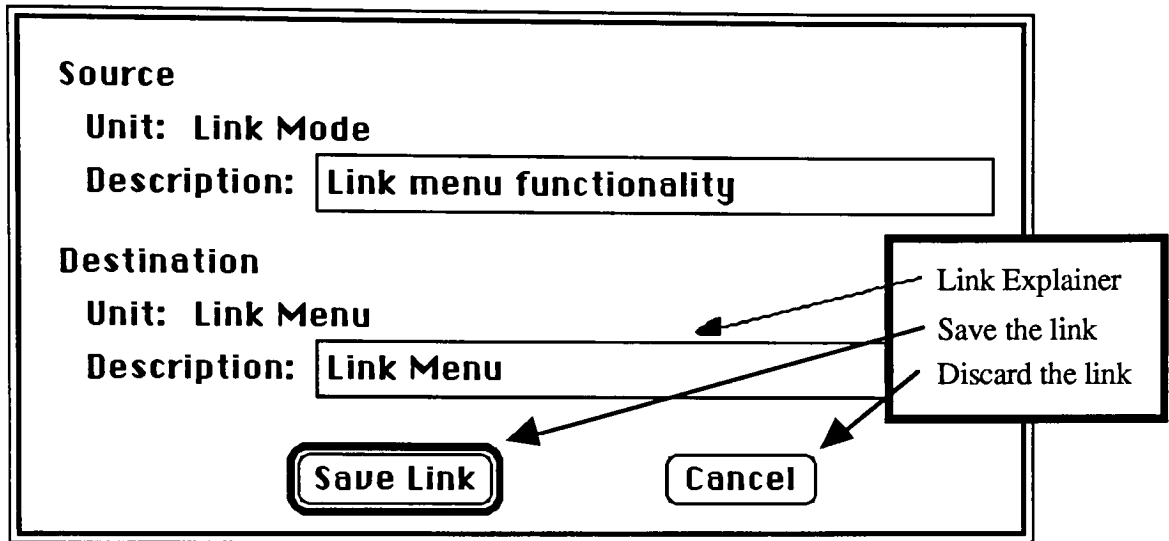 Source
Unit: Link Mode
Description: Link menu functionality
Destination
Unit: Link Menu
Description: Link Menu
Save Link
Cancel
Link Explainer
Save the link
Discard the link